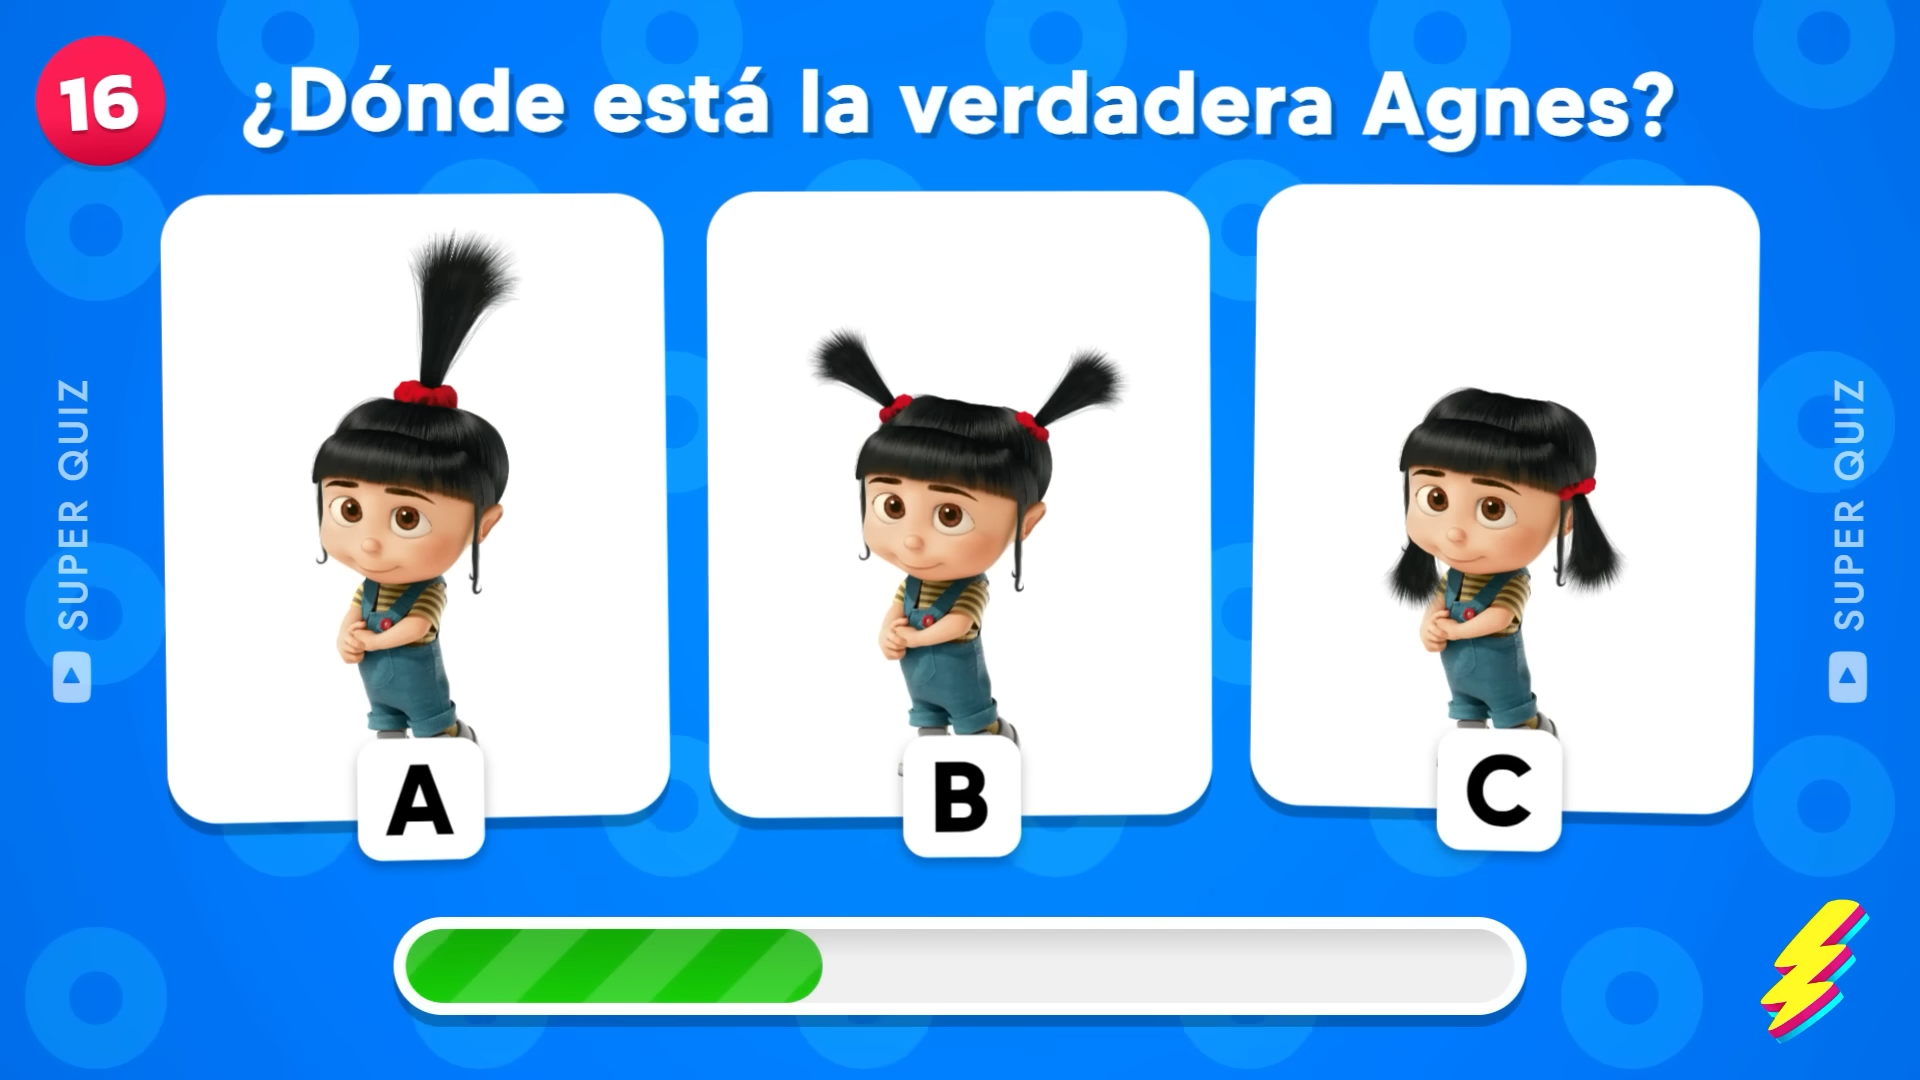 16
¿Dónde está la verdadera Agnes?
SUPER QUIZ
SUPER QUIZ
A
B
C